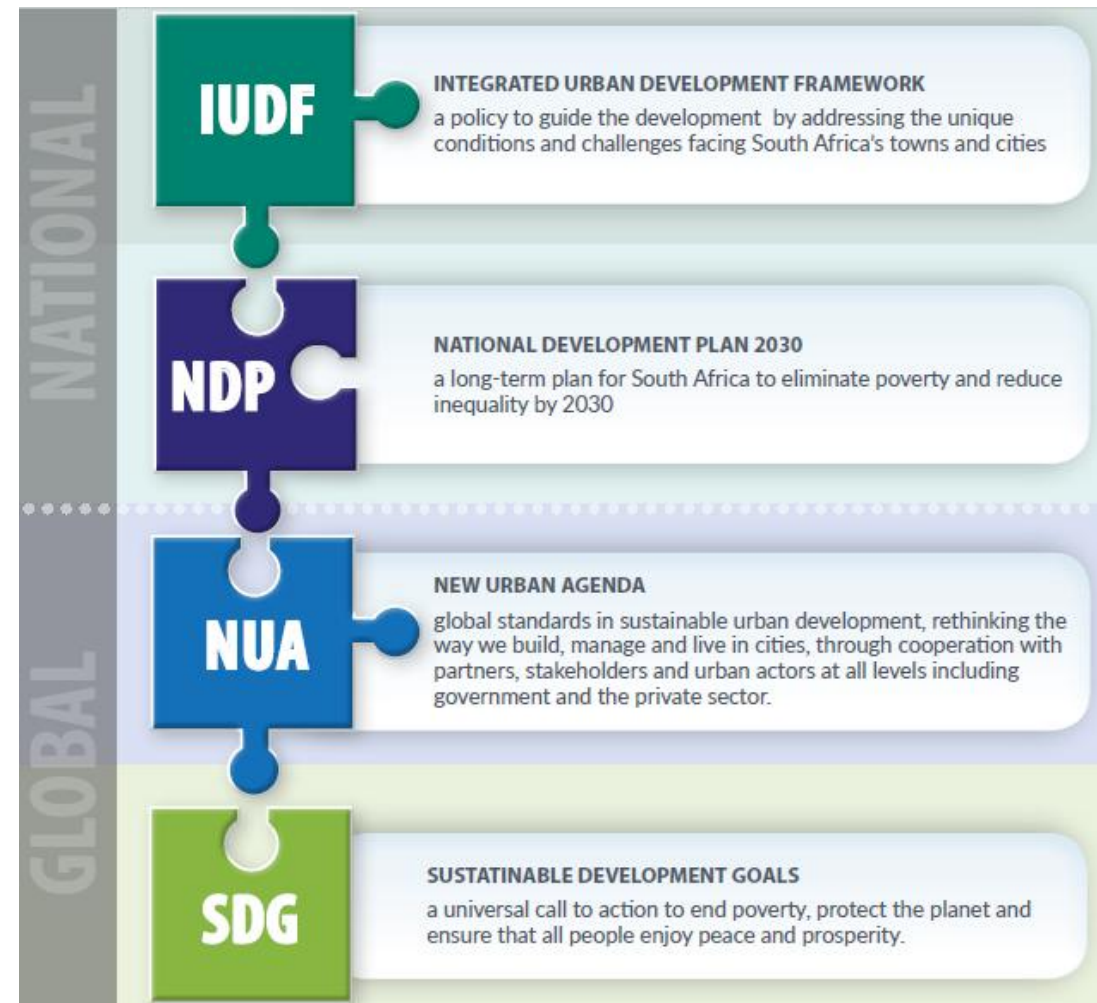 NATIONAL
IUDF
INTEGRATED URBAN DEVELOPMENT FRAMEWORK
a policy to guide the development by addressing the unique
conditions and challenges facing South Africa's towns and cities
NDP
NATIONAL DEVELOPMENT PLAN 2030
a long-term plan for South Africa to eliminate poverty and reduce
inequality by 2030
GLOBAL
NUA
NEW URBAN AGENDA
global standards in sustainable urban development, rethinking the
way we build, manage and live in cities, through cooperation with
partners, stakeholders and urban actors at all levels including
government and the private sector.
SDG
SUSTATINABLE DEVELOPMENT GOALS
a universal call to action to end poverty, protect the planet and
ensure that all people enjoy peace and prosperity.